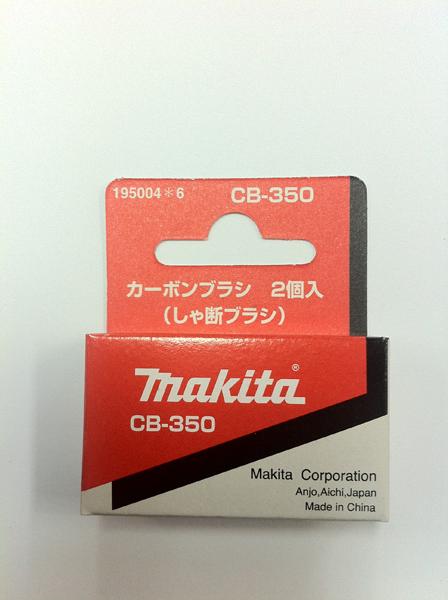 195004*6 CB-350
カーボンブラシ 2個入
(しゃ断ブラシ)
makita®
CB-350
Makita Corporation
Anjo,Aichi,Japan
Made in China